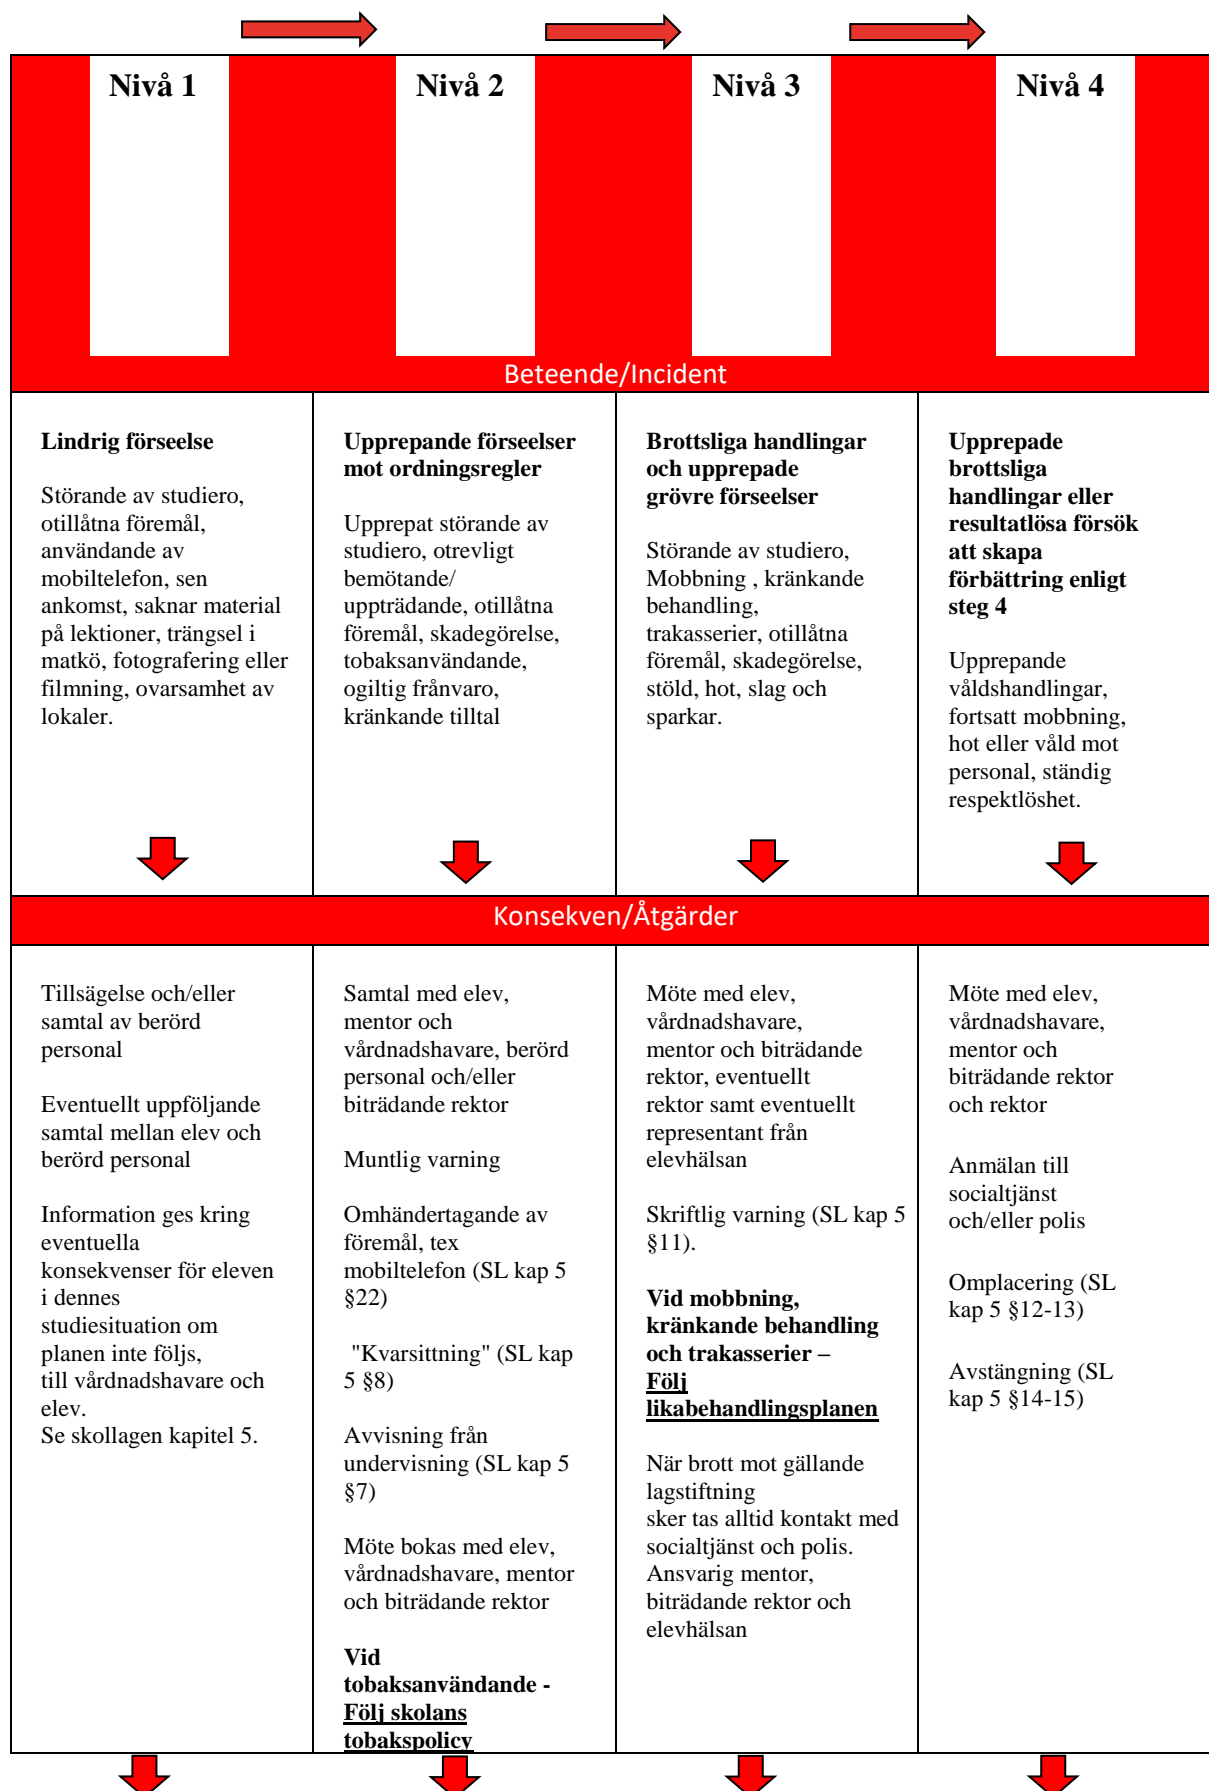 Nivå 1
Nivå 2
Nivå 3
Nivå 4
Beteende/Incident
Lindrig förseelse
Störande av studiero,
otillåtna föremål,
användande av
mobiltelefon, sen
ankomst, saknar material
på lektioner, trängsel i
matkö, fotografering eller
filmning, ovarsamhet av
lokaler.
Upprepande förseelser
mot ordningsregler
Upprepat störande av
studiero, otrevligt
bemötande/
uppträdande, otillåtna
föremål, skadegörelse,
tobaksanvändande,
ogiltig frånvaro,
kränkande tilltal
Brottsliga handlingar
och upprepade
grövre förseelser
Störande av studiero,
Mobbning , kränkande
behandling,
trakasserier, otillåtna
föremål, skadegörelse,
stöld, hot, slag och
sparkar.
Upprepade
brottsliga
handlingar eller
resultatlösa försök
att skapa
förbättring enligt
steg 4
Upprepande
våldshandlingar,
fortsatt mobbning,
hot eller våld mot
personal, ständig
respektlöshet.
Konsekven/Åtgärder
Tillsägelse och/eller
samtal av berörd
personal
Eventuellt uppföljande
samtal mellan elev och
berörd personal
Information ges kring
eventuella
konsekvenser för eleven
i dennes
studiesituation om
planen inte följs,
till vårdnadshavare och
elev.
Se skollagen kapitel 5.
Samtal med elev,
mentor och
vårdnadshavare, berörd
personal och/eller
biträdande rektor
Muntlig varning
Omhändertagande av
föremål, tex
mobiltelefon (SL kap 5
§22)
"Kvarsittning" (SL kap
5 §8)
Avvisning från
undervisning (SL kap 5
§7)
Möte bokas med elev,
vårdnadshavare, mentor
och biträdande rektor
Vid
tobaksanvändande -
Följ skolans
tobakspolicy
Möte med elev,
vårdnadshavare,
mentor och biträdande
rektor, eventuellt
rektor samt eventuellt
representant från
elevhälsan
Skriftlig varning (SL kap 5
§11).
Vid mobbning,
kränkande behandling
och trakasserier –
Följ
likabehandlingsplanen
När brott mot gällande
lagstiftning
sker tas alltid kontakt med
socialtjänst och polis.
Ansvarig mentor,
biträdande rektor och
elevhälsan
Möte med elev,
vårdnadshavare,
mentor och
biträdande rektor
och rektor
Anmälan till
socialtjänst
och/eller polis
Omplacering (SL
kap 5 §12-13)
Avstängning (SL
kap 5 §14-15)